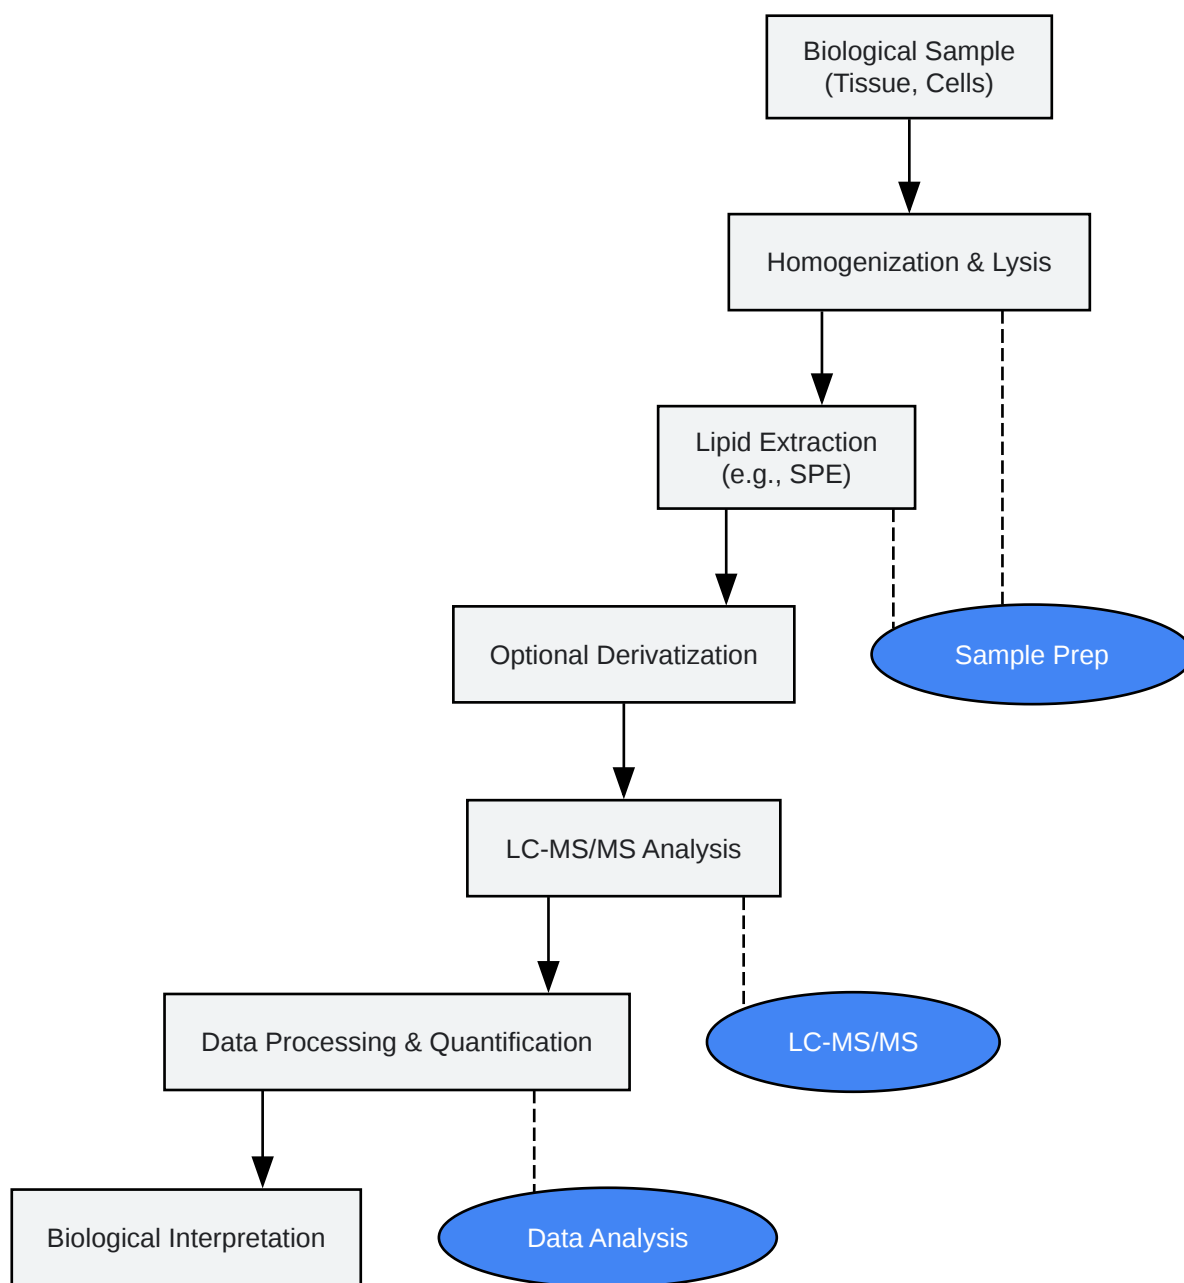 Biological Sample
(Tissue, Cells)
Homogenization & Lysis
Lipid Extraction
(e.g., SPE)
Optional Derivatization
Sample Prep
LC-MS/MS Analysis
Data Processing & Quantification
LC-MS/MS
Biological Interpretation
Data Analysis